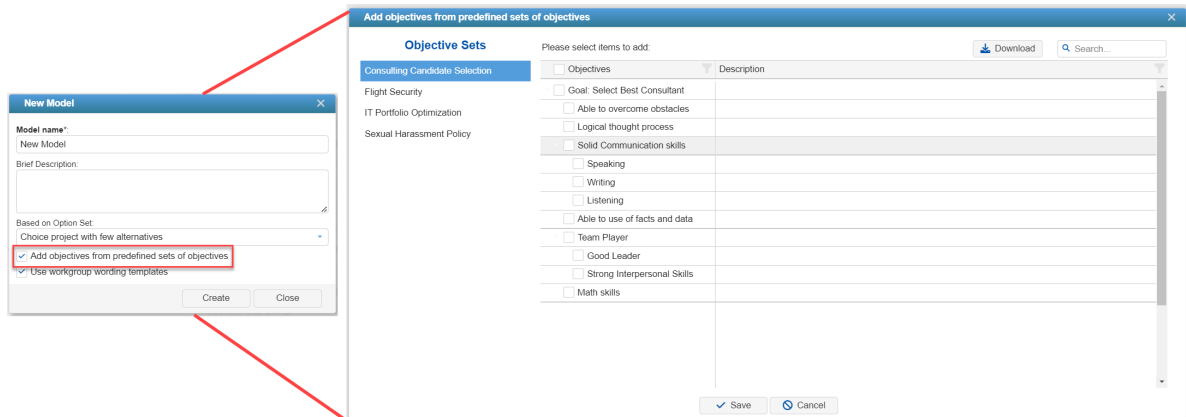 New Model
Model name*:
New Model
Brief Description:
Based on Option Set:
Choice project with few alternatives
Add objectives from predefined sets of objectives
Use workgroup wording templates
Create Close
Add objectives from predefined sets of objectives
Objective Sets
Consulting Candidate Selection
Flight Security
IT Portfolio Optimization
Sexual Harassment Policy
Please select items to add:
Download
Search...
Objectives Description
Goal: Select Best Consultant
Able to overcome obstacles
Logical thought process
Solid Communication skills
Speaking
Writing
Listening
Able to use of facts and data
Team Player
Good Leader
Strong Interpersonal Skills
Math skills
Save Cancel